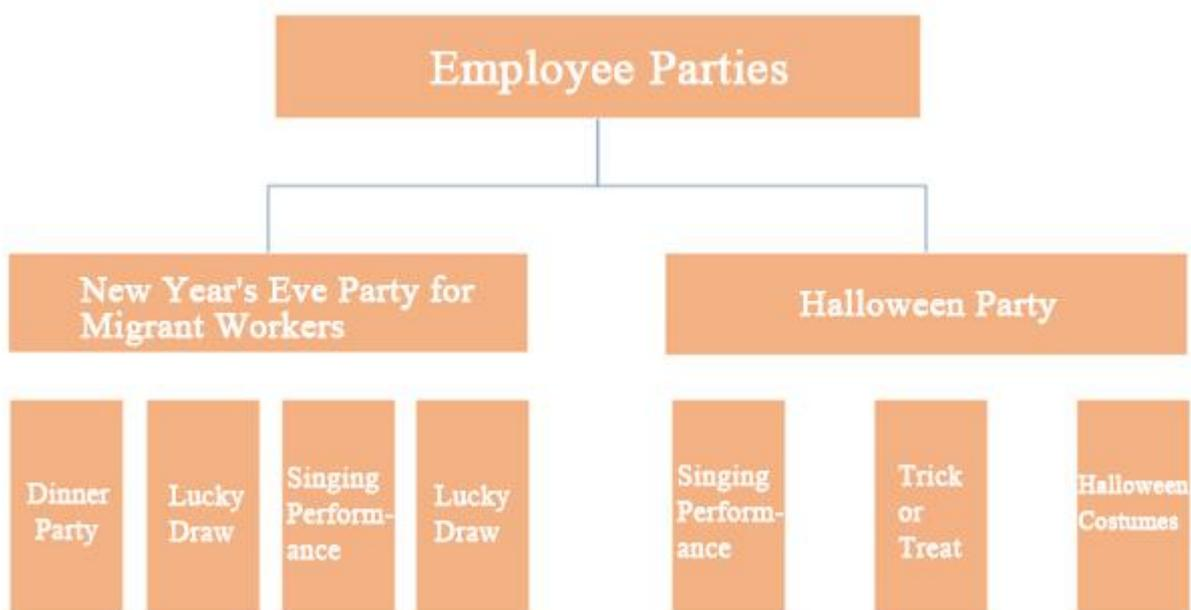 Employee Parties
New Year's Eve Party for
Migrant Workers
Halloween Party
Dinner
Party
Lucky
Draw
Singing
Perform-
ance
Lucky
Draw
Singing
Perform-
ance
Trick
or
Treat
Halloween
Costumes